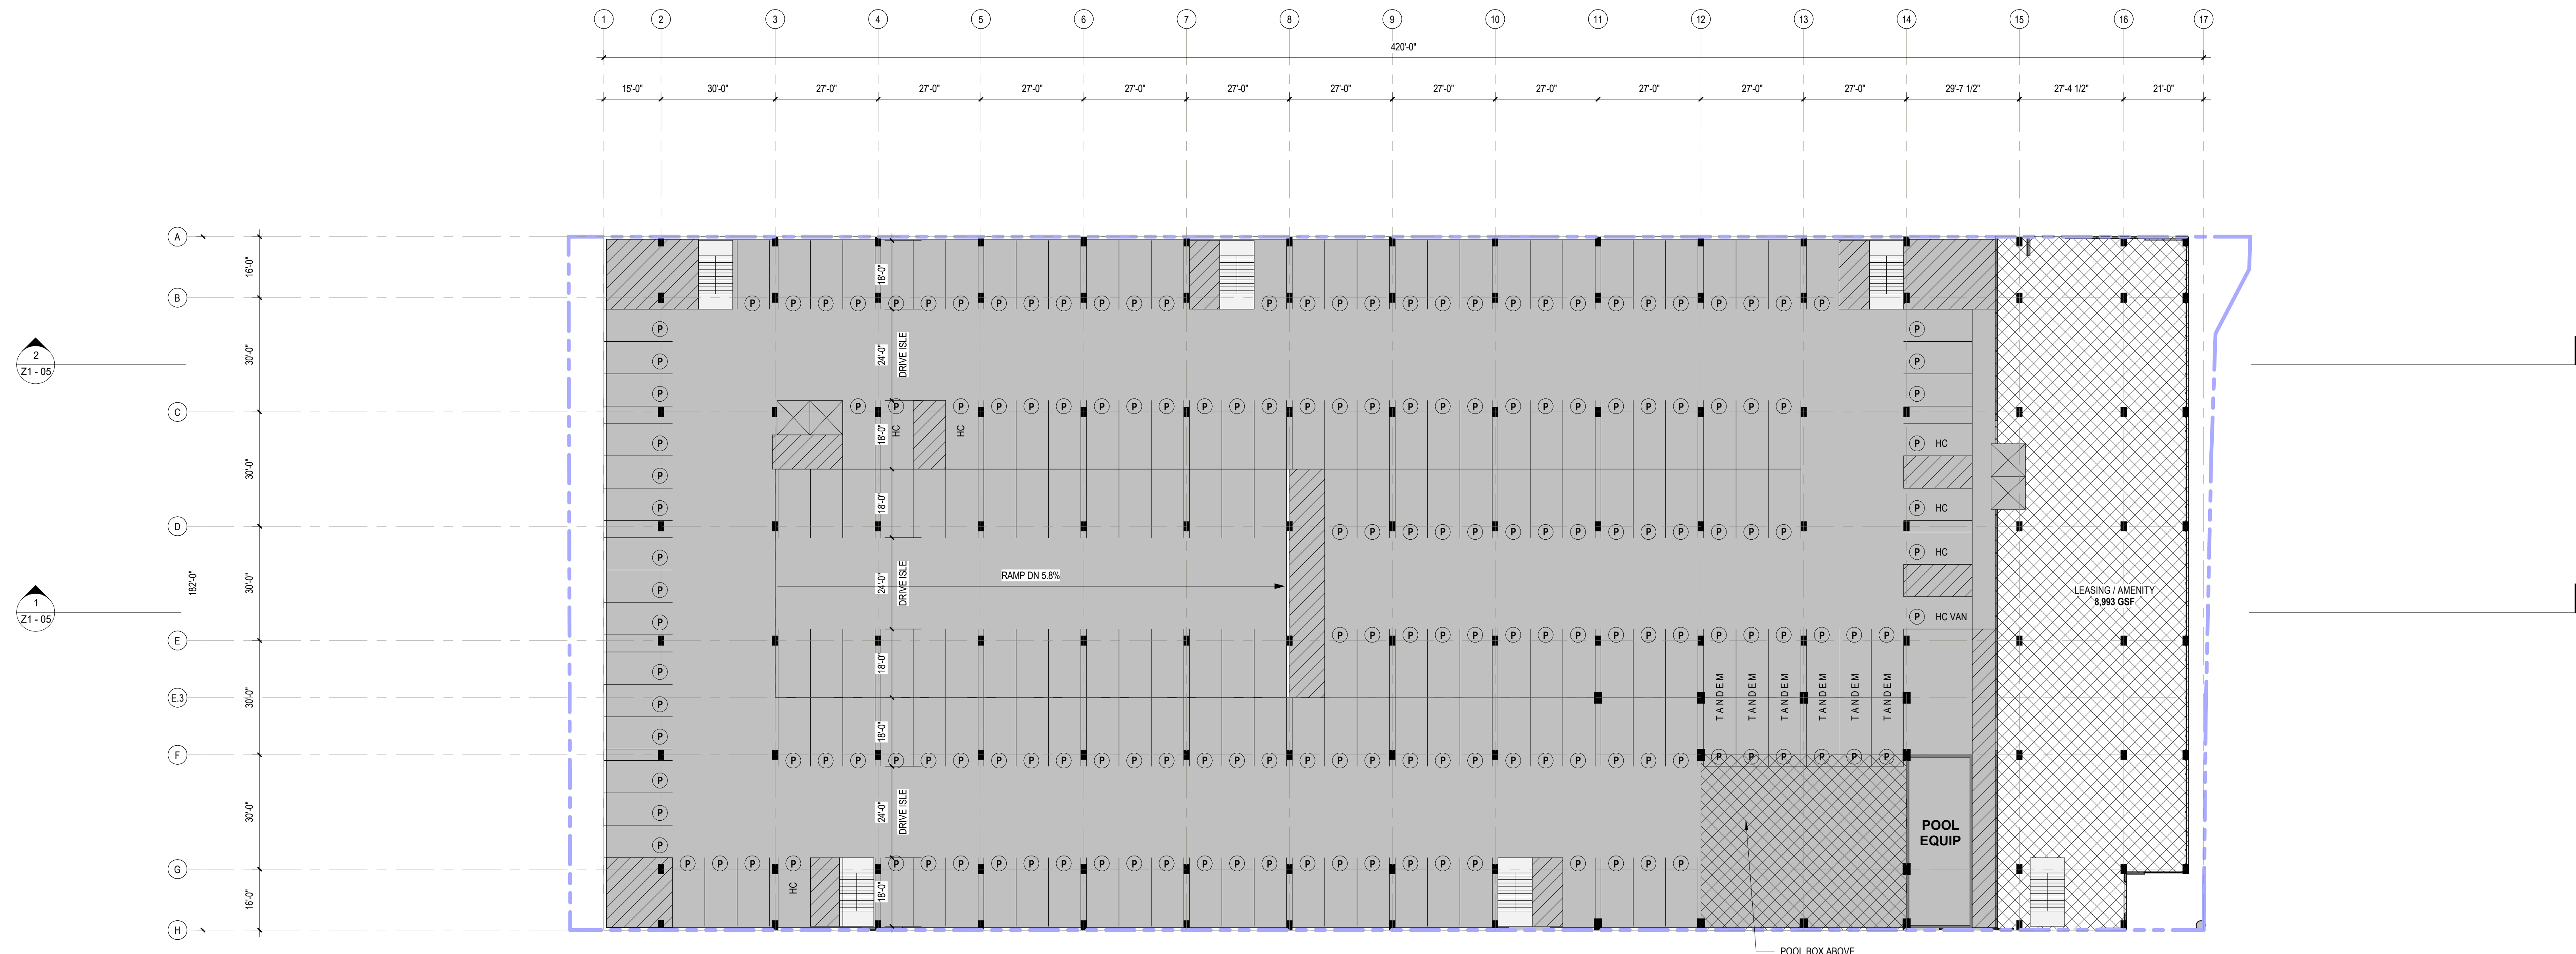 1 2 3 4 5 6 7 8 9 10 11 12 13 14 15 16 17
420'-0"
15'-0" 30'-0" 27'-0" 27'-0" 27'-0" 27'-0" 27'-0" 27'-0" 27'-0" 27'-0" 27'-0" 27'-0" 27'-0" 29'-7 1/2" 27'-4 1/2" 21'-0"
A
16'-0"
18'-0"
B
P P P P P P P P P P P P P P P P P P P P P P P P P P P P P P
P P
2
Z1 - 05
30'-0"
24'-0"
DRIVE ISLE
P P
P P
C
P P P P P P P P P P P P P P P P P P P P P P P P P P P
18'-0"
HC
HC
P P HC
30'-0"
P
18'-0"
P P HC
D
P P P P P P P P P P P P P P
P P HC
182'-0"
30'-0"
24'-0"
DRIVE ISLE
RAMP DN 5.8%
P
LEASING / AMENITY
8,993 GSF
1
Z1 - 05
P P HC VAN
E
P P P P P P P P P P P P P P P P P
18'-0"
P
E.3
30'-0"
TANDEM
TANDEM
TANDEM
TANDEM
TANDEM
TANDEM
P
18'-0"
P
F
P P P P P P P P P P P P P P P P P P P P P P P P P P P P P P P P P
P
30'-0"
24'-0"
DRIVE ISLE
P
POOL
EQUIP
P
G
P P P P P P P P P P P P P P P P P P P P P P P P P P
16'-0"
HC
18'-0"
H
POOL BOX ABOVE